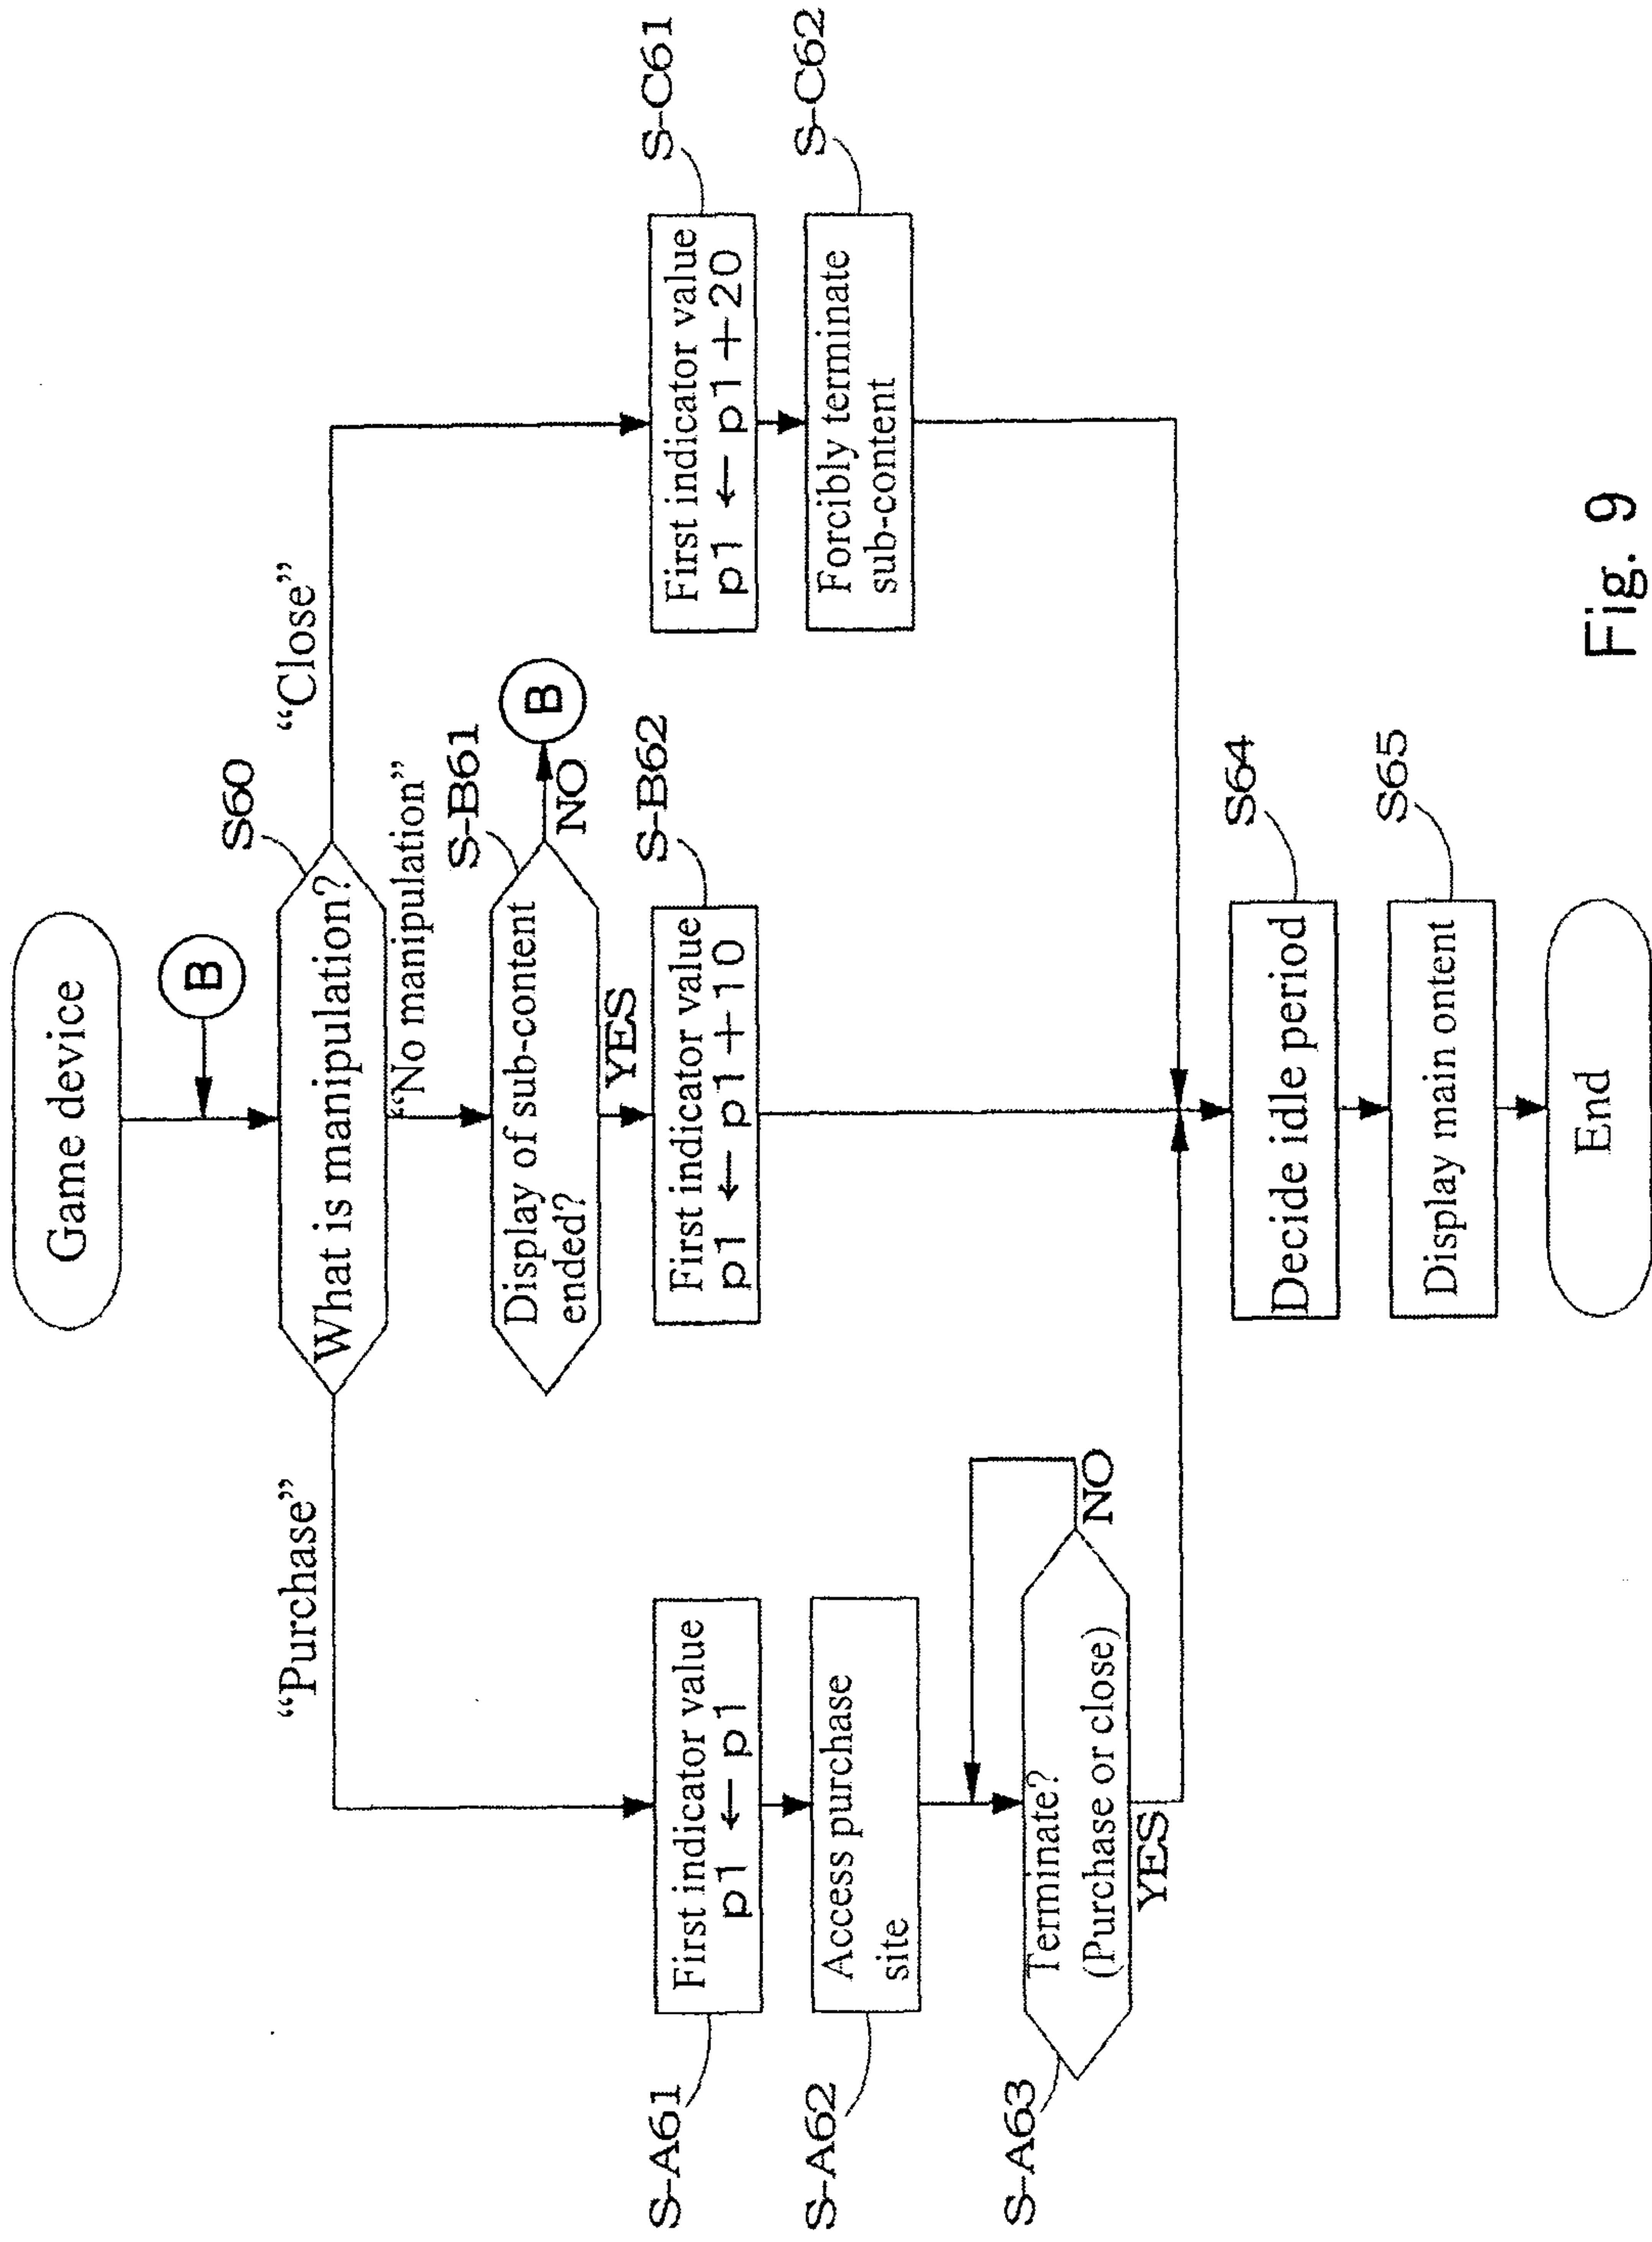 Game device
B
S60
What is manipulation?
“Purchase”
“No manipulation”
“Close”
S-A61
First indicator value
p1 ← p1
S-A62
Access purchase
site
S-A63
Terminate?
(Purchase or close)
NO
YES
S-B61
Display of sub-content
ended?
NO
B
YES
S-B62
First indicator value
p1 ← p1+10
S-C61
First indicator value
p1 ← p1+20
S-C62
Forcibly terminate
sub-content
S64
Decide idle period
S65
Display main ontent
End
Fig. 9